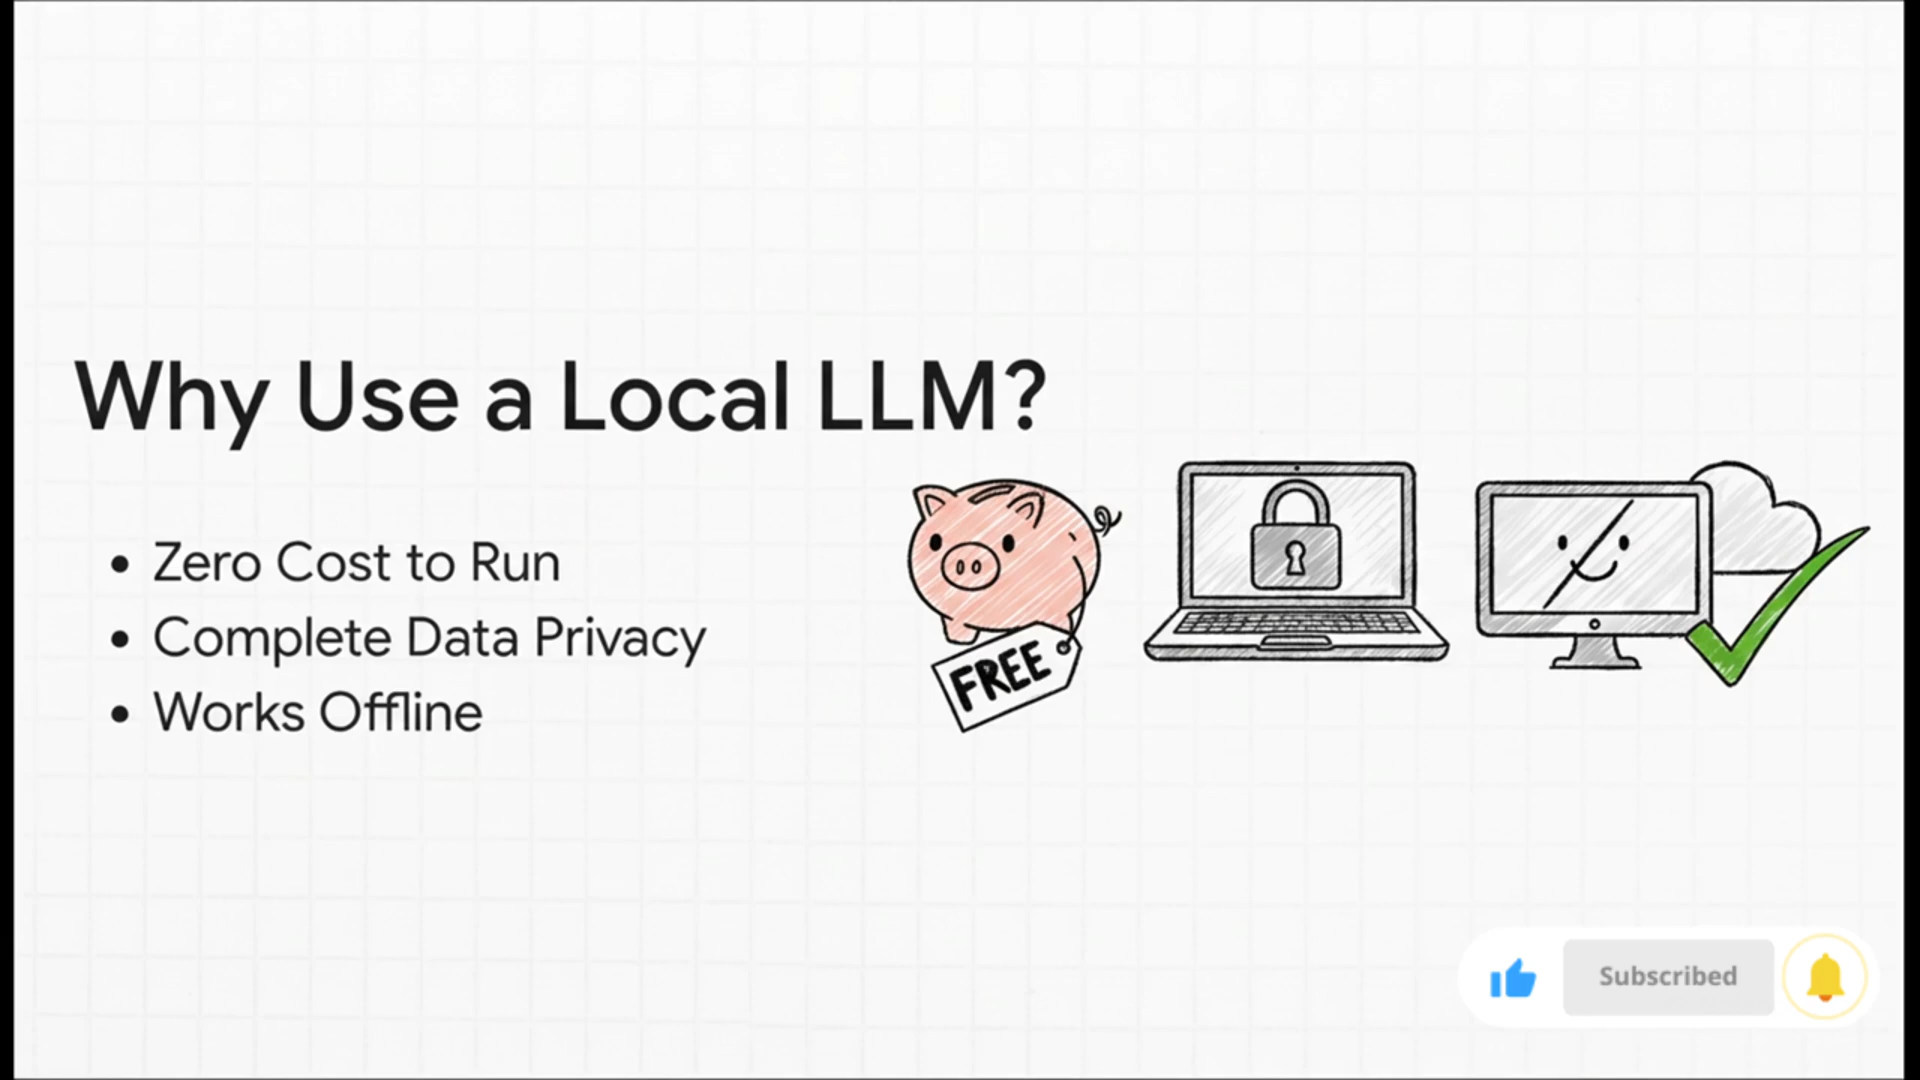 Why Use a Local LLM?
• Zero Cost to Run
• Complete Data Privacy
• Works Offline
FREE
Subscribed